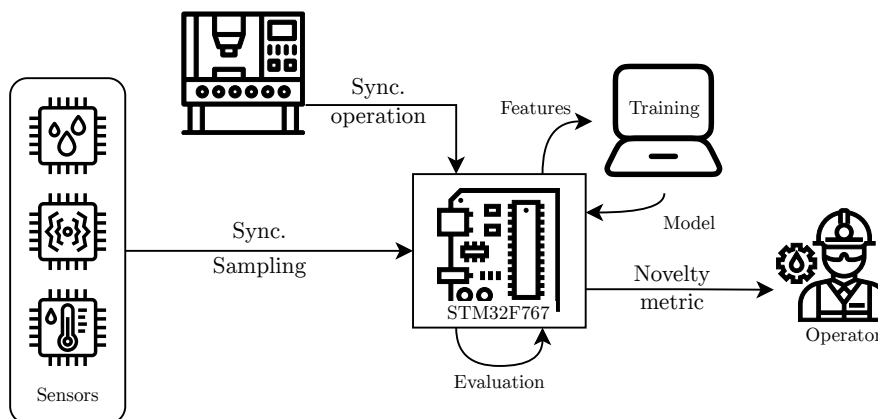 Sync.
operation
Features
Training
Model
Sync.
Sampling
STM32F767
Novelty
metric
Operator
Evaluation
Sensors